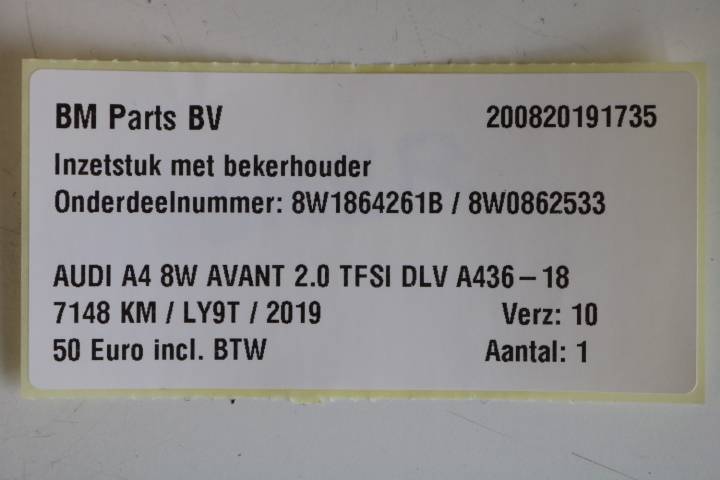 BM Parts BV 200820191735
Inzetstuk met bekerhouder
Onderdeelnummer: 8W1864261B / 8W0862533
AUDI A4 8W AVANT 2.0 TFSI DLV A436-18
7148 KM / LY9T / 2019 Verz: 10
50 Euro incl. BTW Aantal: 1